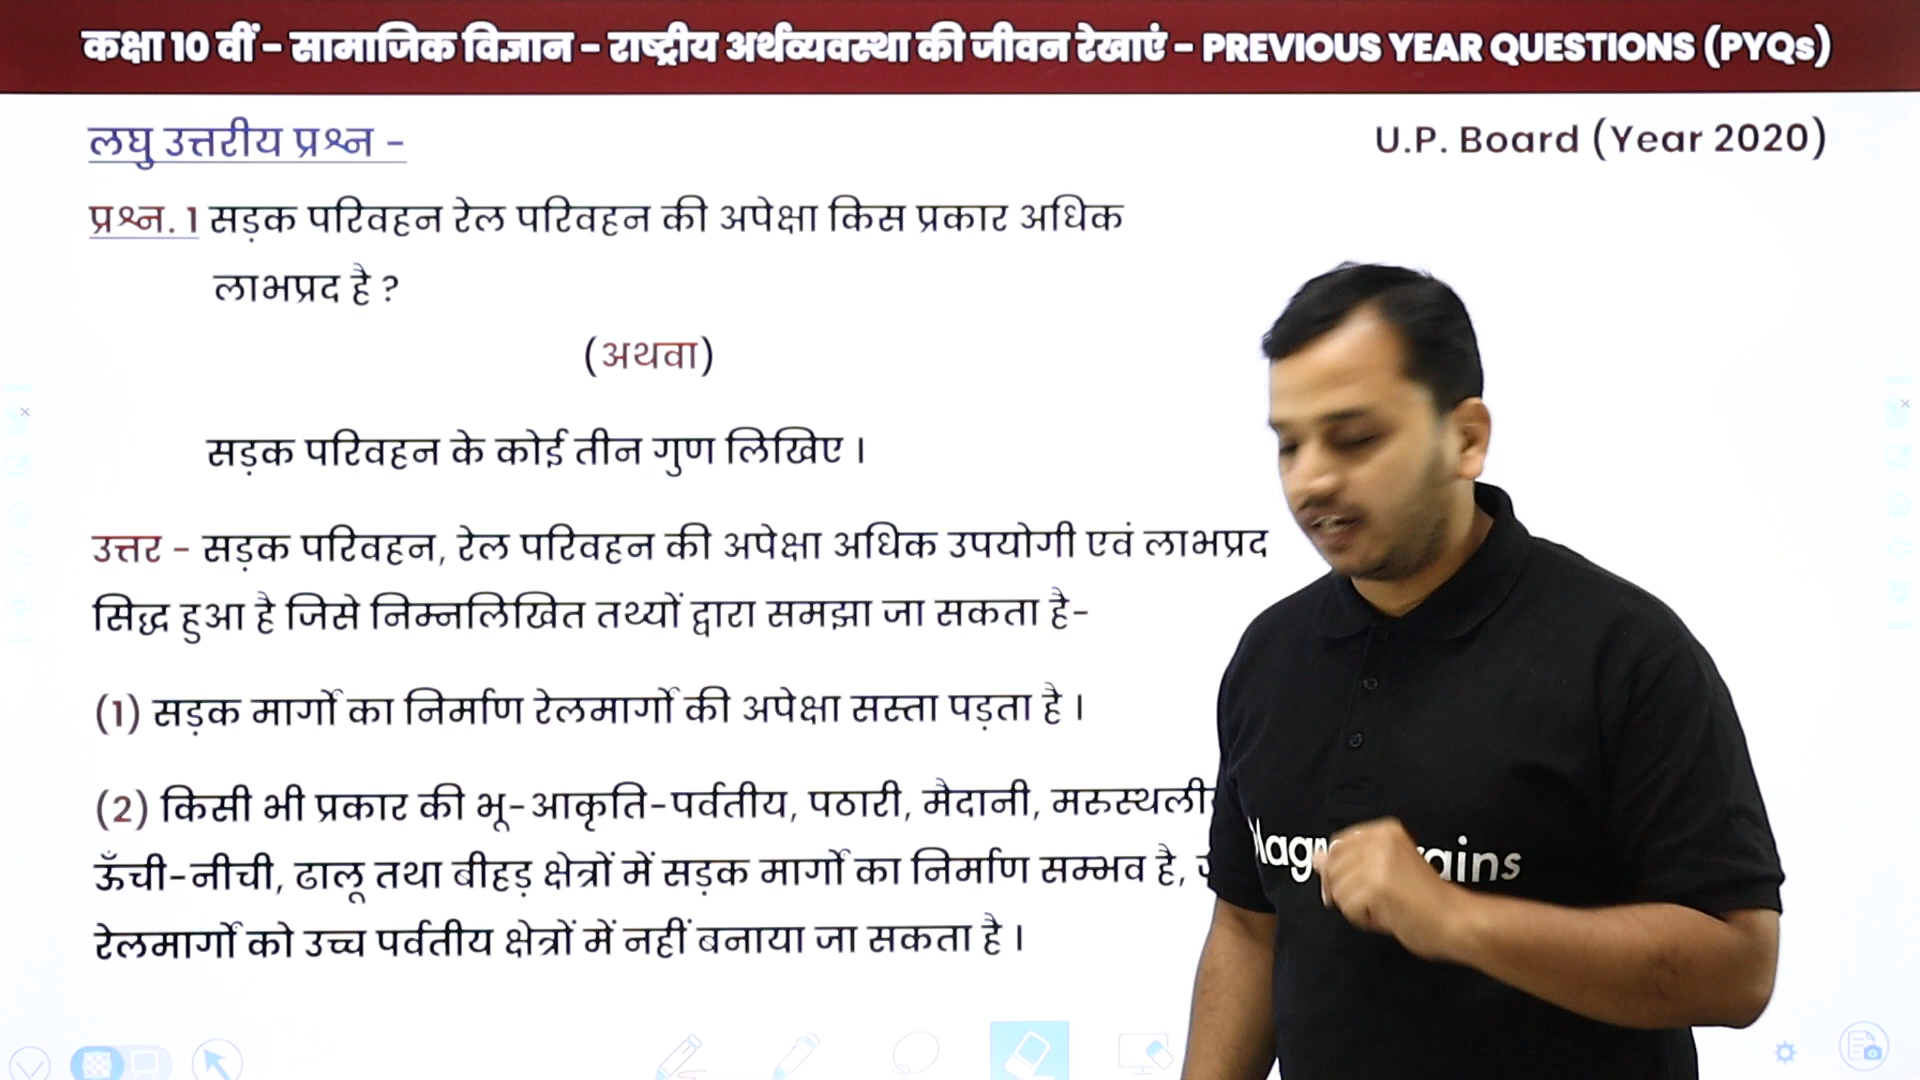 कक्षा 10 वीं – सामाजिक विज्ञान – राष्ट्रीय अर्थव्यवस्था की जीवन रेखाएं – PREVIOUS YEAR QUESTIONS (PYQs)
लघु उत्तरीय प्रश्न –
U.P. Board (Year 2020)
प्रश्न. 1 सड़क परिवहन रेल परिवहन की अपेक्षा किस प्रकार अधिक
लाभप्रद है ?
(अथवा)
सड़क परिवहन के कोई तीन गुण लिखिए ।
उत्तर – सड़क परिवहन, रेल परिवहन की अपेक्षा अधिक उपयोगी एवं लाभप्रद
सिद्ध हुआ है जिसे निम्नलिखित तथ्यों द्वारा समझा जा सकता है–
(1) सड़क मार्गों का निर्माण रेलमार्गों की अपेक्षा सस्ता पड़ता है ।
(2) किसी भी प्रकार की भू-आकृति-पर्वतीय, पठारी, मैदानी,
ऊँची-नीची, ढालू तथा बीहड़ क्षेत्रों में सड़क मार्गों का निर्माण सम्भव है,
रेलमार्गों को उच्च पर्वतीय क्षेत्रों में नहीं बनाया जा सकता है ।